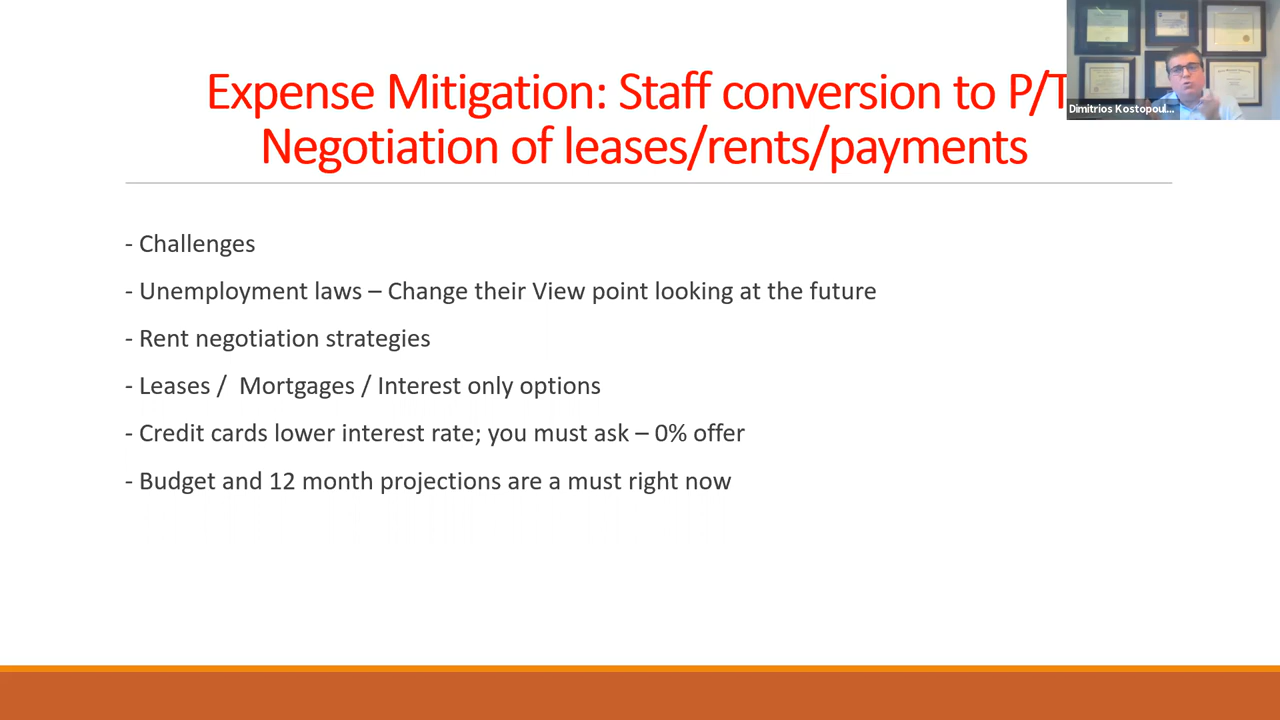 Expense Mitigation: Staff conversion to P/T
Negotiation of leases/rents/payments
Dimitrios Kostopoul...
- Challenges
- Unemployment laws – Change their View point looking at the future
- Rent negotiation strategies
- Leases /  Mortgages / Interest only options
- Credit cards lower interest rate; you must ask – 0% offer
- Budget and 12 month projections are a must right now